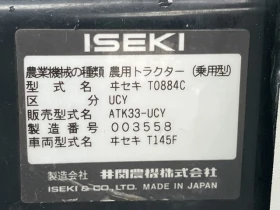 ISEKI
農業機械の種類 農用トラクター(乗用型)
型式名 ヰセキ T0884C
区分 UCY
販売型式名 ATK33-UCY
製造番号 003558
車両型式名 ヰセキ T145F
製造会社 井関農機株式会社
ISEKI & CO., LTD. MADE IN JAPAN